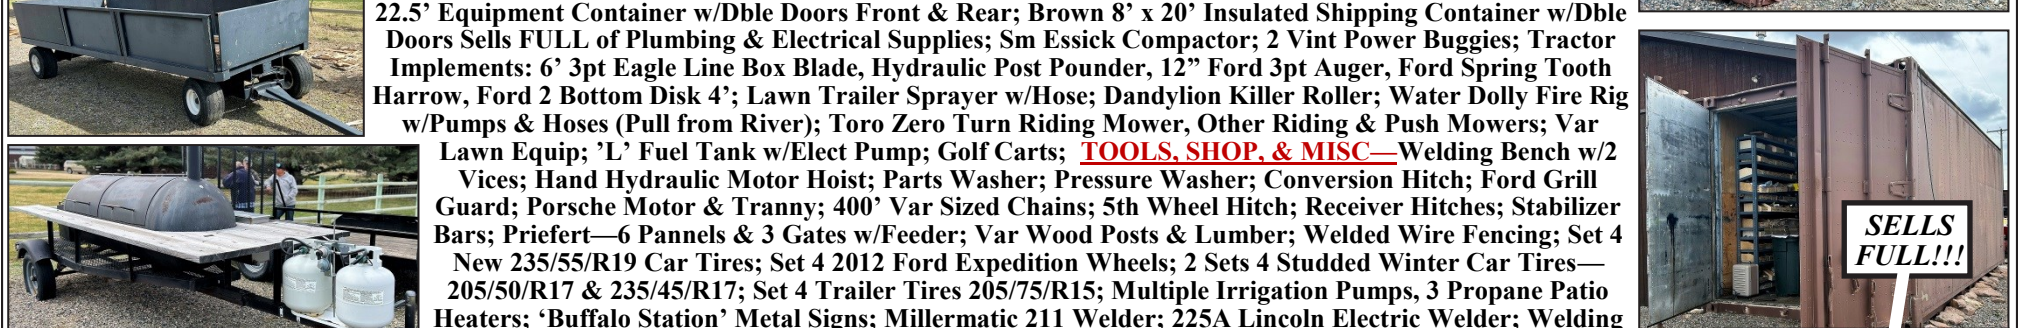 22.5’ Equipment Container w/Dble Doors Front & Rear; Brown 8’ x 20’ Insulated Shipping Container w/Dble
Doors Sells FULL of Plumbing & Electrical Supplies; Sm Essick Compactor; 2 Vint Power Buggies; Tractor
Implements: 6’ 3pt Eagle Line Box Blade, Hydraulic Post Pounder, 12” Ford 3pt Auger, Ford Spring Tooth
Harrow, Ford 2 Bottom Disk 4’; Lawn Trailer Sprayer w/Hose; Dandylion Killer Roller; Water Dolly Fire Rig
w/Pumps & Hoses (Pull from River); Toro Zero Turn Riding Mower, Other Riding & Push Mowers; Var
Lawn Equip; ’L’ Fuel Tank w/Elect Pump; Golf Carts; TOOLS, SHOP, & MISC—Welding Bench w/2
Vices; Hand Hydraulic Motor Hoist; Parts Washer; Pressure Washer; Conversion Hitch; Ford Grill
Guard; Porsche Motor & Tranny; 400’ Var Sized Chains; 5th Wheel Hitch; Receiver Hitches; Stabilizer
Bars; Priefert—6 Pannels & 3 Gates w/Feeder; Var Wood Posts & Lumber; Welded Wire Fencing; Set 4
New 235/55/R19 Car Tires; Set 4 2012 Ford Expedition Wheels; 2 Sets 4 Studded Winter Car Tires—
205/50/R17 & 235/45/R17; Set 4 Trailer Tires 205/75/R15; Multiple Irrigation Pumps, 3 Propane Patio
Heaters; ‘Buffalo Station’ Metal Signs; Millermatic 211 Welder; 225A Lincoln Electric Welder; Welding
SELLS
FULL!!!